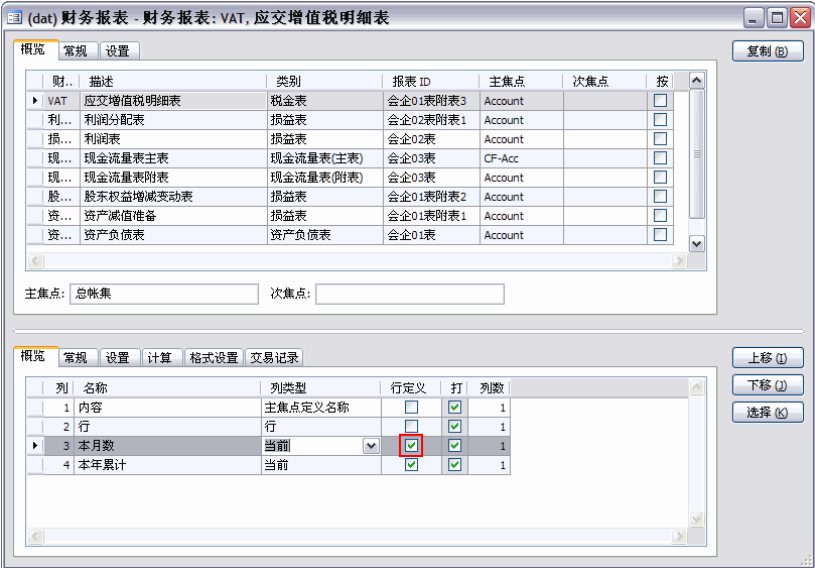 (dat) 财务报表 - 财务报表: VAT, 应交增值税明细表
概览 常规 设置 复制(B)
财... 描述 类别 报表 ID 主焦点 次焦点 按
VAT 应交增值税明细表 税金表 会企01表附表3 Account
利... 利润分配表 损益表 会企02表附表1 Account
损... 利润表 损益表 会企02表 Account
现... 现金流量表主表 现金流量表(主表) 会企03表 CF-Acc
现... 现金流量表附表 现金流量表(附表) 会企03表 Account
股... 股东权益增减变动表 损益表 会企01表附表2 Account
资... 资产减值准备 损益表 会企01表附表1 Account
资... 资产负债表 资产负债表 会企01表 Account
主焦点: 总帐集 次焦点:
概览 常规 设置 计算 格式设置 交易记录 上移(I)
列 名称 列类型 行定义 打 列数 下移(J)
1 内容 主焦点定义名称 1 选择(K)
2 行 行 1
3 本月数 当前 1
4 本年累计 当前 1